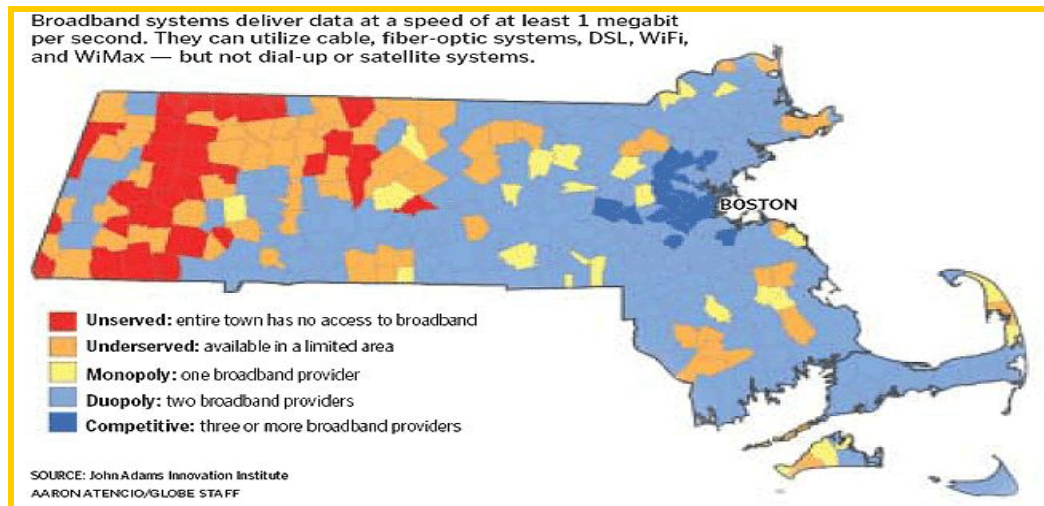 Broadband systems deliver data at a speed of at least 1 megabit
per second. They can utilize cable, fiber-optic systems, DSL, WiFi,
and WiMax — but not dial-up or satellite systems.
BOSTON
Unserved: entire town has no access to broadband
Underserved: available in a limited area
Monopoly: one broadband provider
Duopoly: two broadband providers
Competitive: three or more broadband providers
SOURCE: John Adams Innovation Institute
AARON ATENCIO/GLOBE STAFF